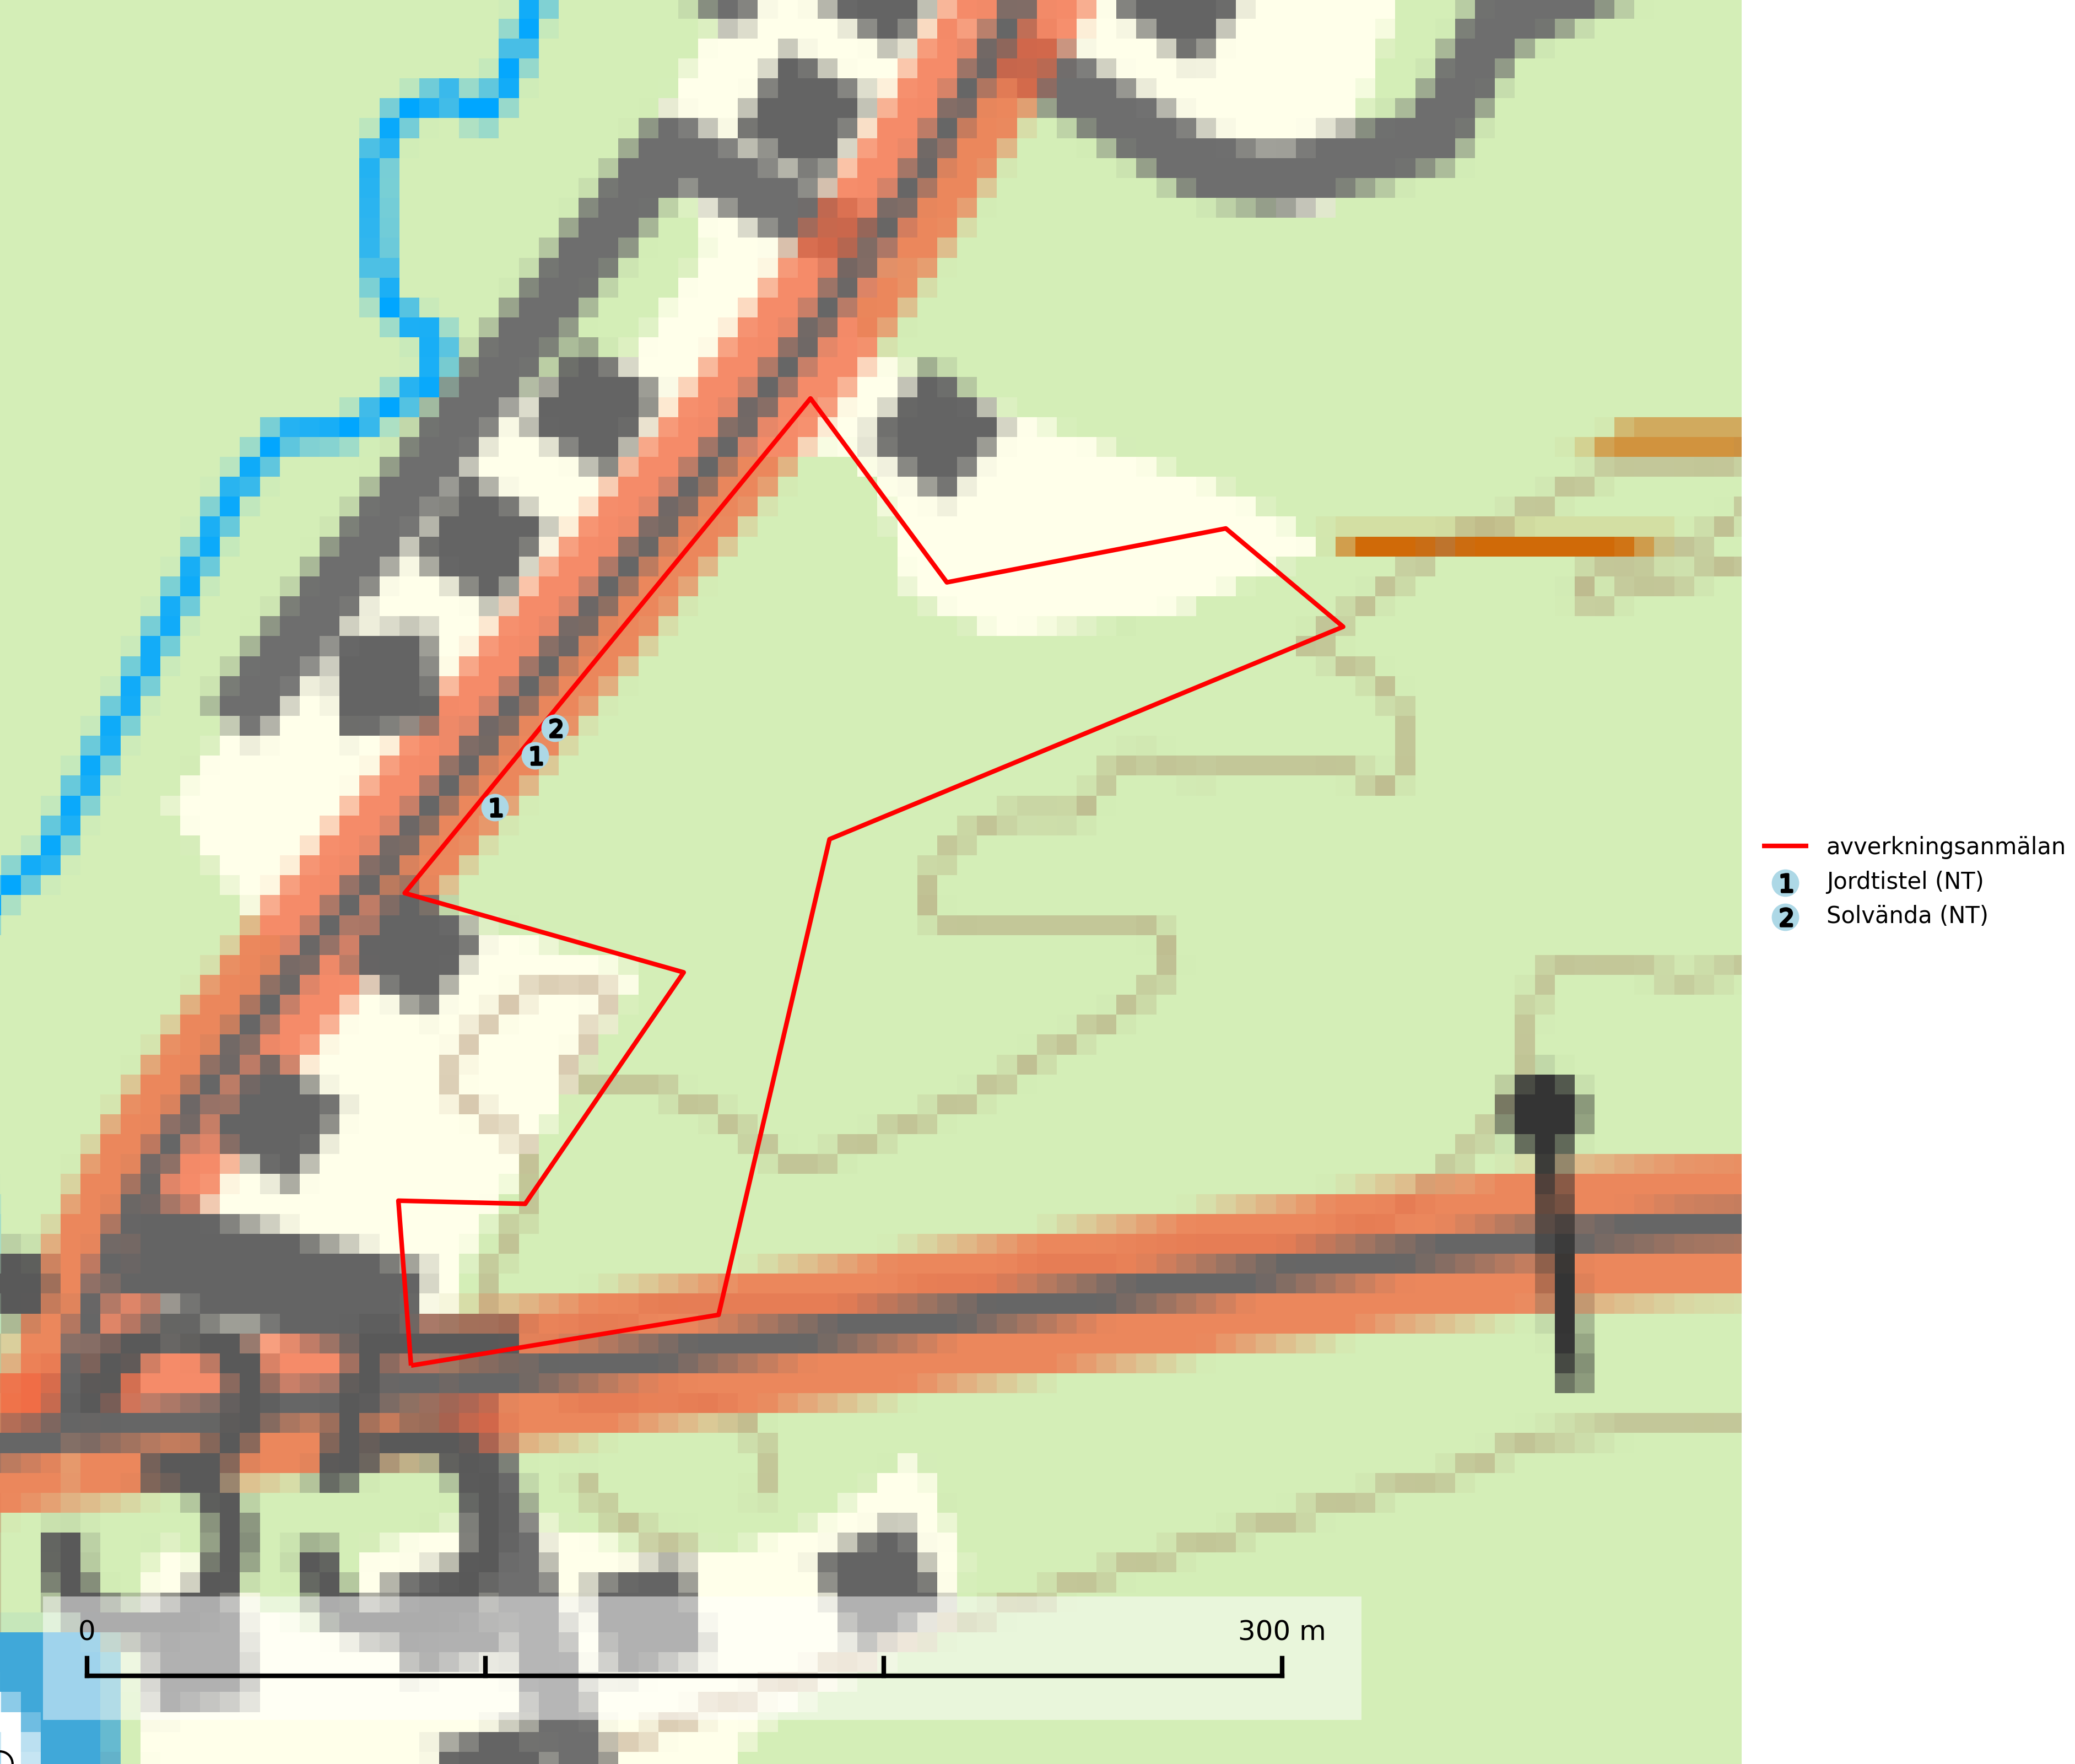 2
1
1
avverkningsanmälan
1 Jordtistel (NT)
2 Solvända (NT)
0 300 m